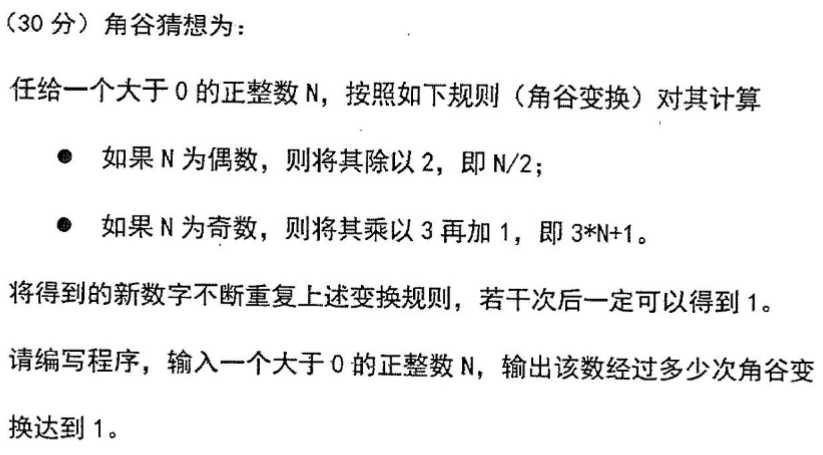 （30 分）角谷猜想为：
任给一个大于 0 的正整数 N，按照如下规则（角谷变换）对其计算
● 如果 N 为偶数，则将其除以 2，即 N/2；
● 如果 N 为奇数，则将其乘以 3 再加 1，即 3*N+1。
将得到的新数字不断重复上述变换规则，若干次后一定可以得到 1。
请编写程序，输入一个大于 0 的正整数 N，输出该数经过多少次角谷变
换达到 1。